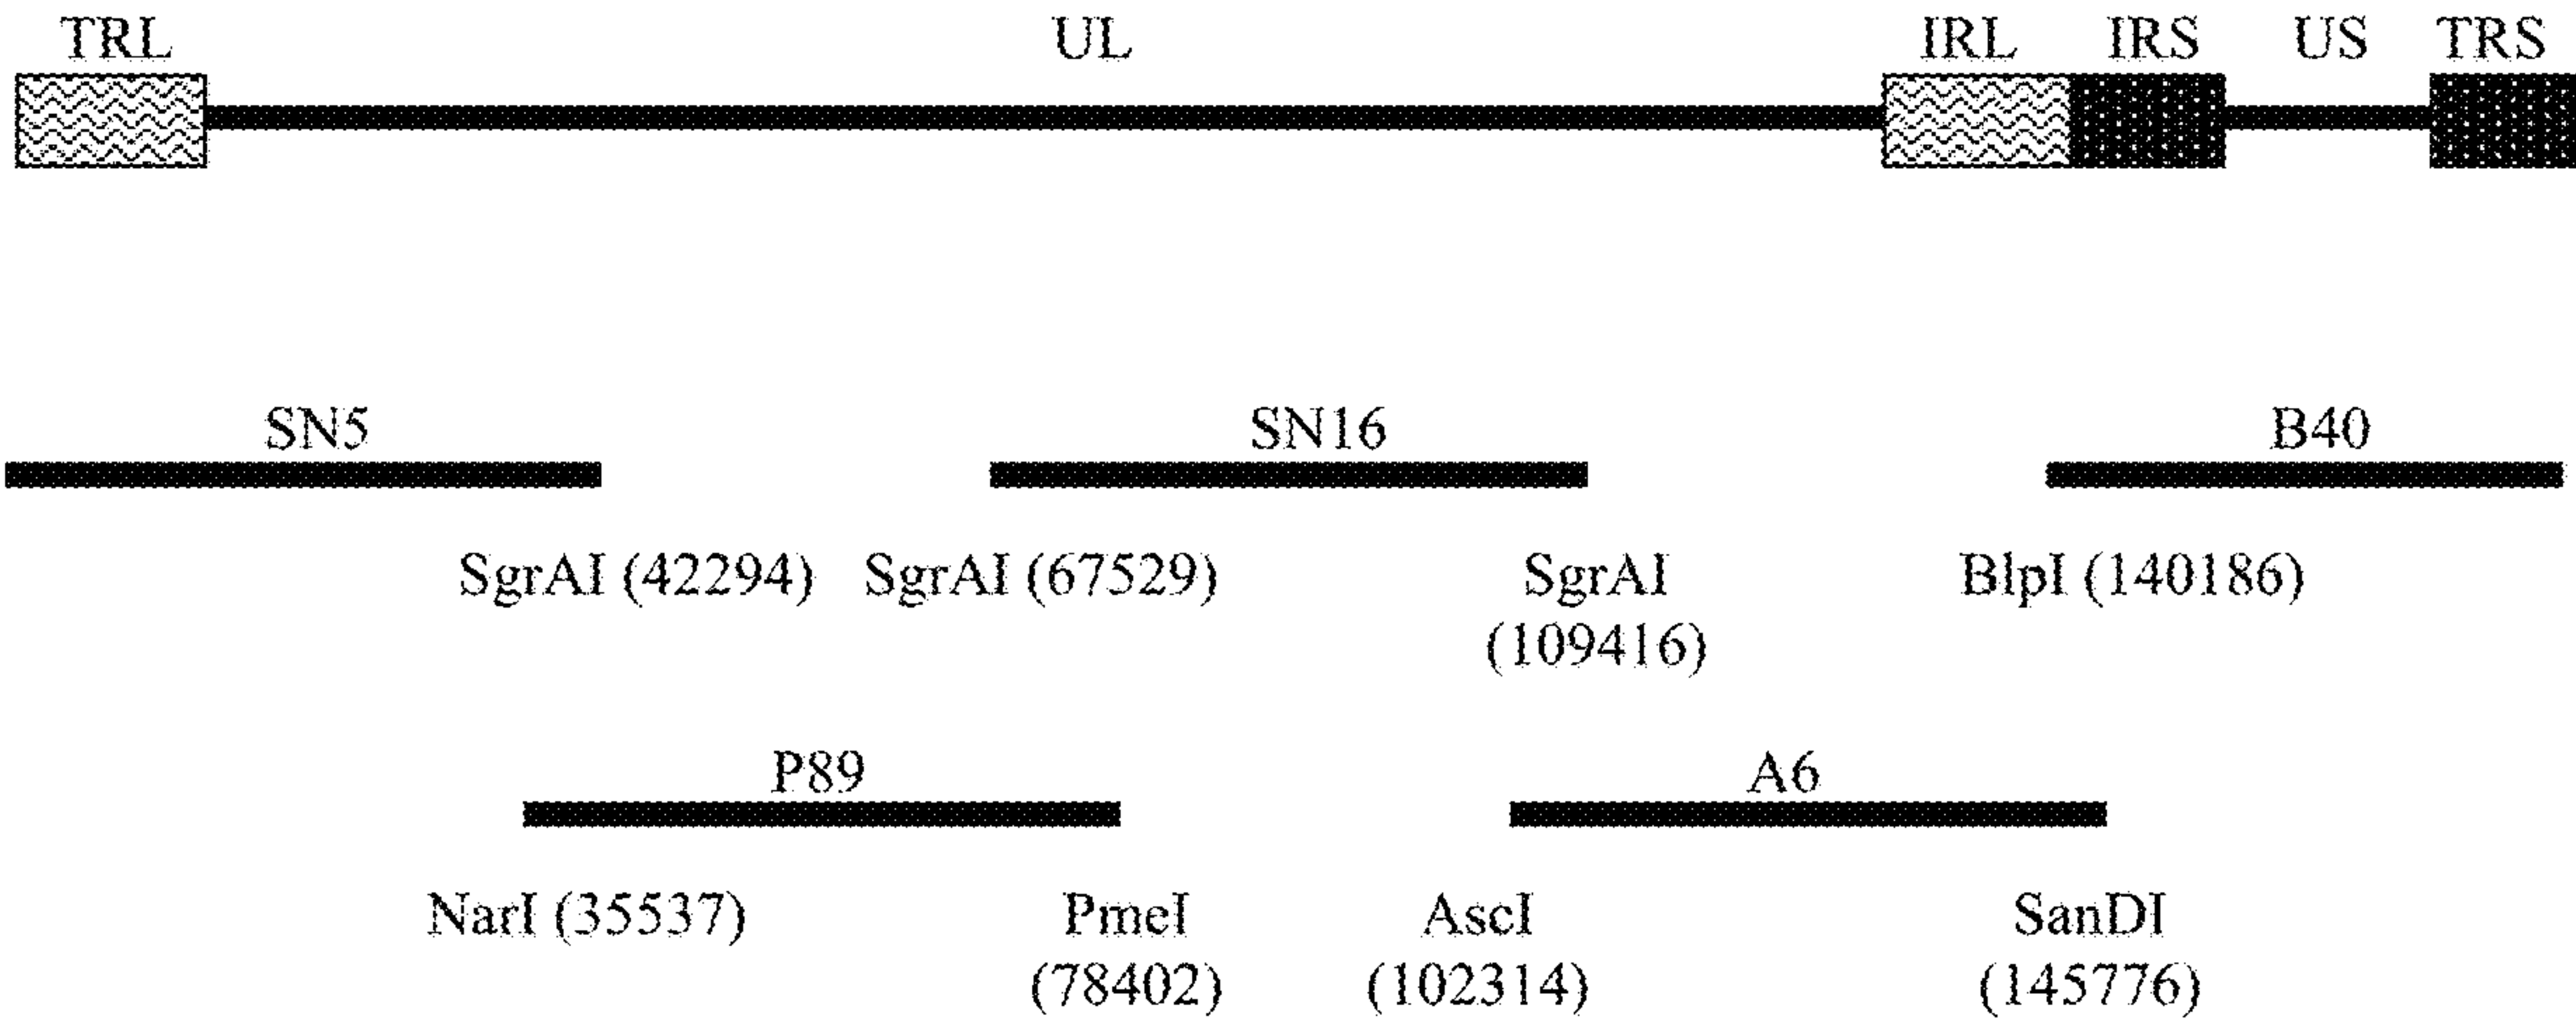 TRL UL IRL IRS US TRS
SN5 SN16 B40
SgrAI (42294) SgrAI (67529) SgrAI BlpI (140186)
(109416)
P89 A6
NarI (35537) PmeI AscI SanDI
(78402) (102314) (145776)